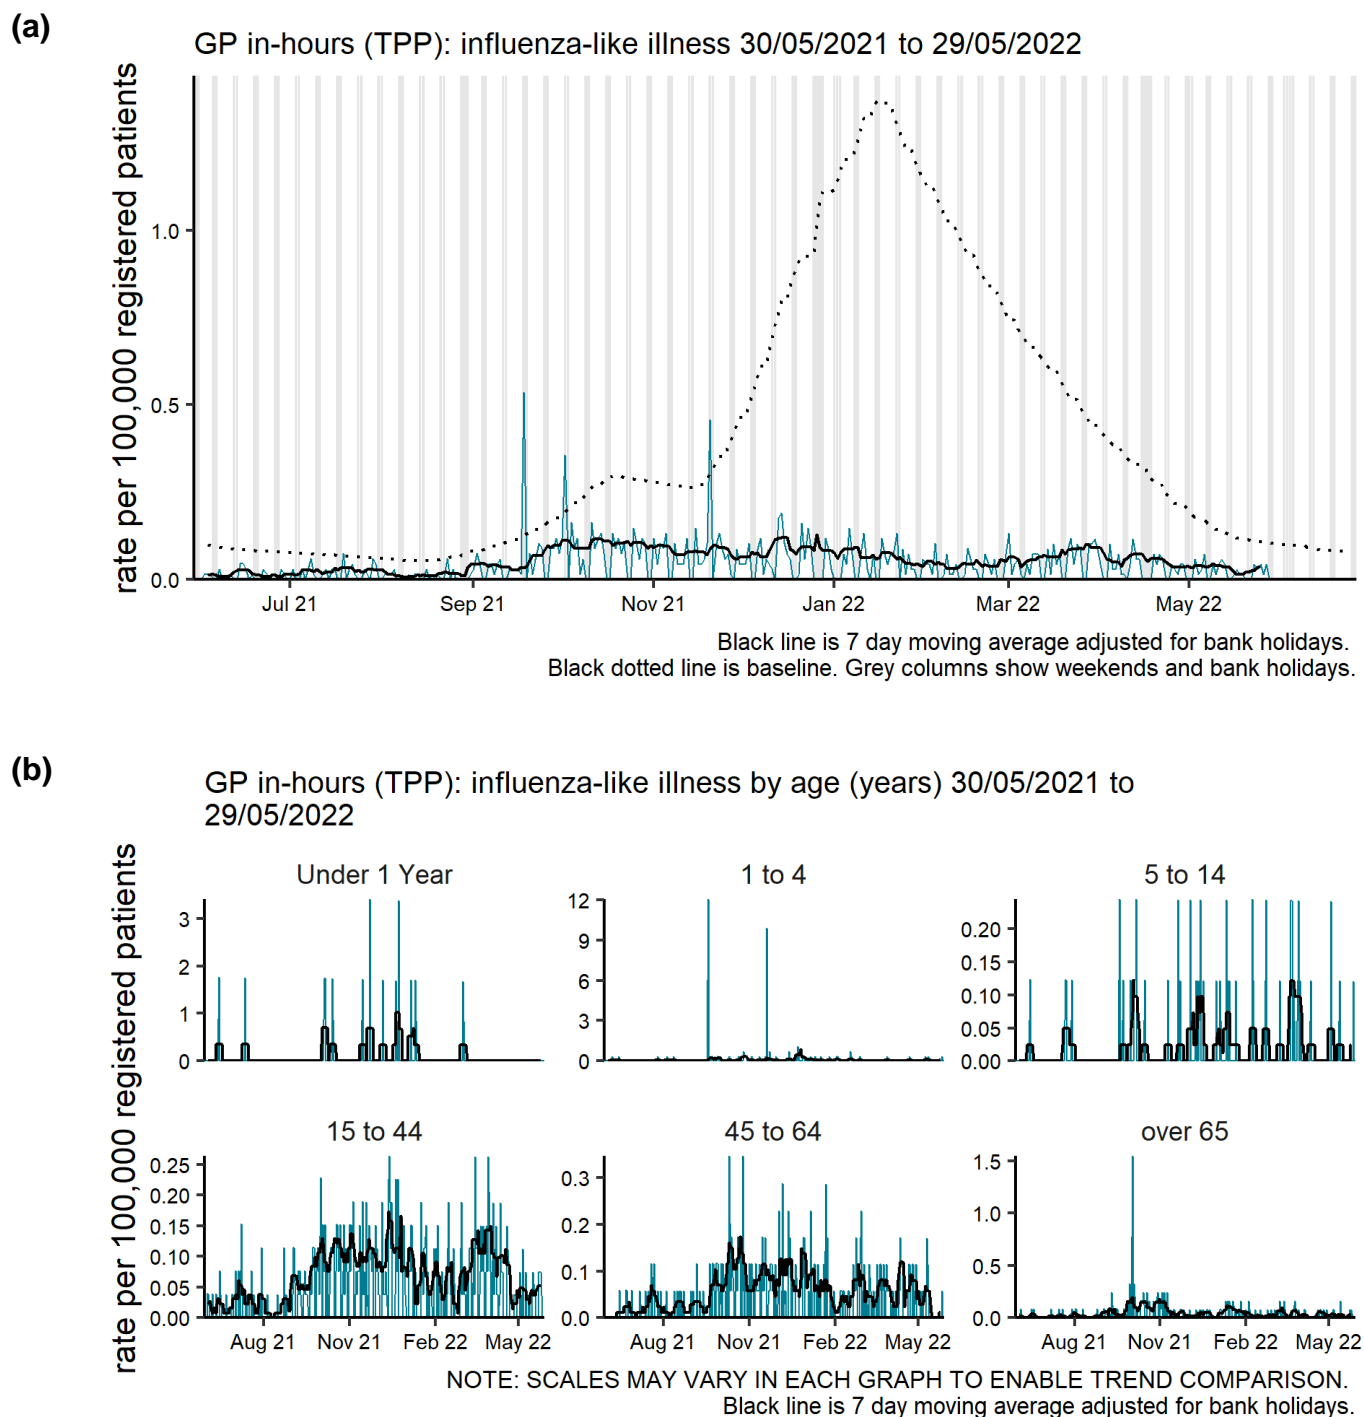 (a)
GP in-hours (TPP): influenza-like illness 30/05/2021 to 29/05/2022
rate per 100,000 registered patients
1.0
0.5
0.0
Jul 21 Sep 21 Nov 21 Jan 22 Mar 22 May 22
Black line is 7 day moving average adjusted for bank holidays.
Black dotted line is baseline. Grey columns show weekends and bank holidays.
(b)
GP in-hours (TPP): influenza-like illness by age (years) 30/05/2021 to
29/05/2022
rate per 100,000 registered patients
Under 1 Year
3
2
1
0
1 to 4
12
9
6
3
0
5 to 14
0.20
0.15
0.10
0.05
0.00
15 to 44
0.25
0.20
0.15
0.10
0.05
0.00
Aug 21 Nov 21 Feb 22 May 22
45 to 64
0.3
0.2
0.1
0.0
Aug 21 Nov 21 Feb 22 May 22
over 65
1.5
1.0
0.5
0.0
Aug 21 Nov 21 Feb 22 May 22
NOTE: SCALES MAY VARY IN EACH GRAPH TO ENABLE TREND COMPARISON.
Black line is 7 day moving average adjusted for bank holidays.